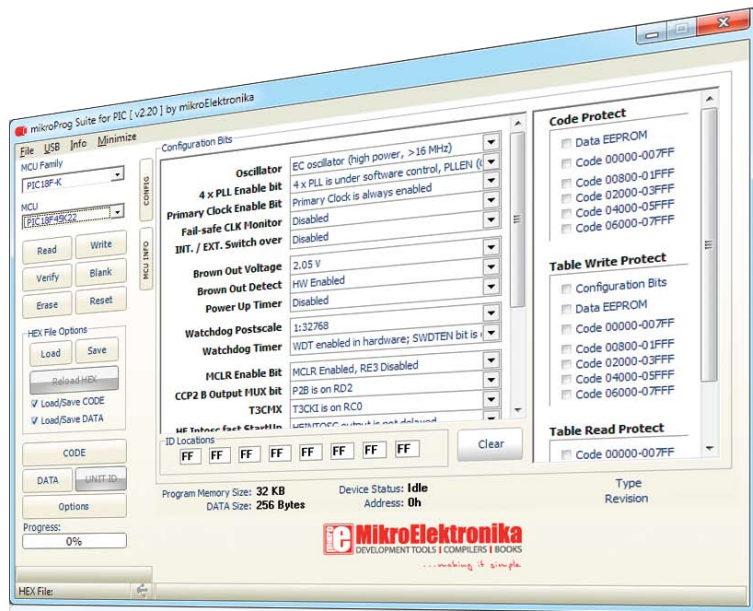 mikroProg Suite for PIC [ v2.20 ] by mikroElektronika
File USB Info Minimize
MCU Family
PIC18F-K
MCU
PIC18F45K22
Read Write
Verify Blank
Erase Reset
HEX File Options
Load Save
Reload HEX
Load/Save CODE
Load/Save DATA
CODE
DATA UNIT ID
Options
Progress:
0%
HEX File:
CONFIG
MCU INFO
Configuration Bits
Oscillator EC oscillator (high power, >16 MHz)
4 x PLL Enable bit 4 x PLL is under software control, PLLEN
Primary Clock Enable Bit Primary Clock is always enabled
Fail-safe CLK Monitor Disabled
INT. / EXT. Switch over Disabled
Brown Out Voltage 2.05 V
Brown Out Detect HW Enabled
Power Up Timer Disabled
Watchdog Postscale 1:32768
Watchdog Timer WDT enabled in hardware; SWDTEN bit is
MCLR Enable Bit MCLR Enabled, RE3 Disabled
CCP2 B Output MUX bit P2B is on RD2
T3CMX T3CKI is on RC0
HF Intosc fast StartUp HFINTOSC output is not delayed
ID Locations
FF FF FF FF FF FF FF FF
Clear
Program Memory Size: 32 KB Device Status: Idle
DATA Size: 256 Bytes Address: 0h
Type
Revision
Code Protect
Data EEPROM
Code 00000-007FF
Code 00800-01FFF
Code 02000-03FFF
Code 04000-05FFF
Code 06000-07FFF
Table Write Protect
Configuration Bits
Data EEPROM
Code 00000-007FF
Code 00800-01FFF
Code 02000-03FFF
Code 04000-05FFF
Code 06000-07FFF
Table Read Protect
Code 00000-007FF
MikroElektronika
DEVELOPMENT TOOLS | COMPILERS | BOOKS
...making it simple